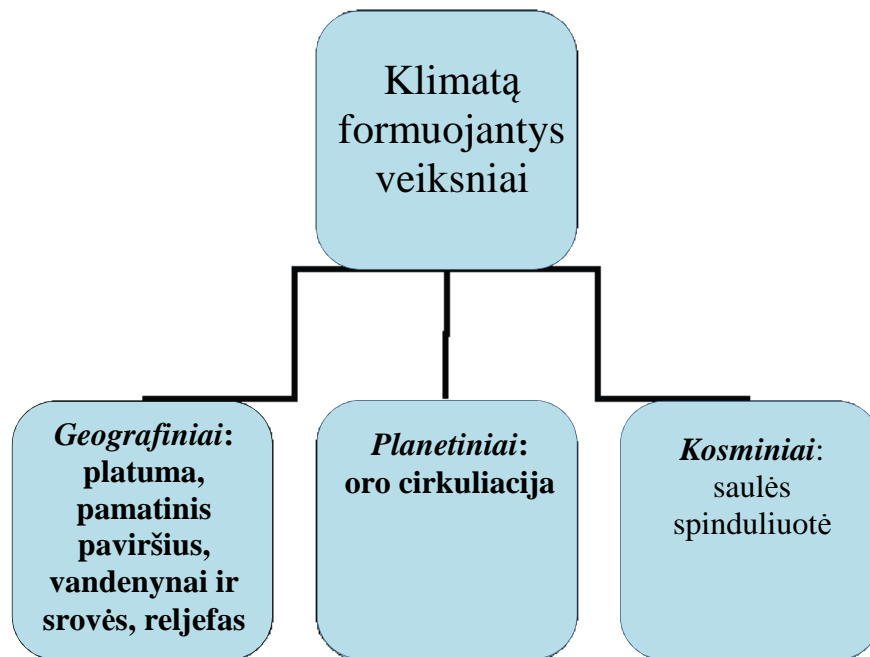 Klimatą
formuojantys
veiksniai
Geografiniai:
platuma,
pamatinis
paviršius,
vandenynai ir
srovės, reljefas
Planetiniai:
oro cirkuliacija
Kosminiai:
saulės
spinduliuotė